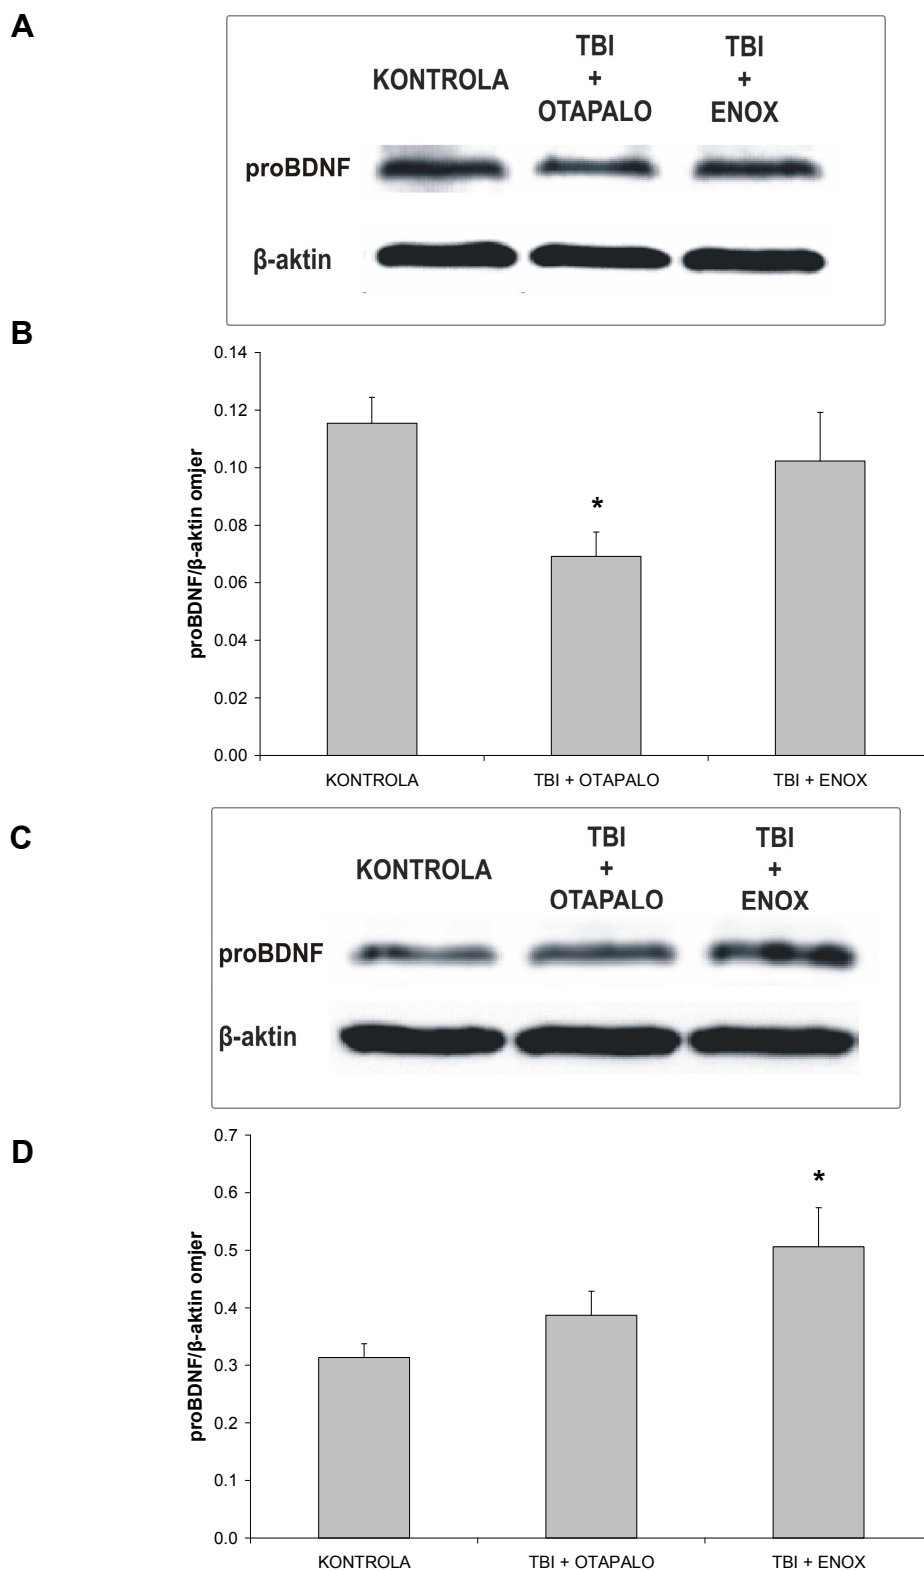 A
KONTROLA
TBI
+
OTAPALO
TBI
+
ENOX
proBDNF
β-aktin
B
proBDNF/β-aktin omjer
0.14
0.12
0.10
0.08
0.06
0.04
0.02
0.00
*
KONTROLA
TBI + OTAPALO
TBI + ENOX
C
KONTROLA
TBI
+
OTAPALO
TBI
+
ENOX
proBDNF
β-aktin
D
proBDNF/β-aktin omjer
0.7
0.6
0.5
0.4
0.3
0.2
0.1
0.0
*
KONTROLA
TBI + OTAPALO
TBI + ENOX